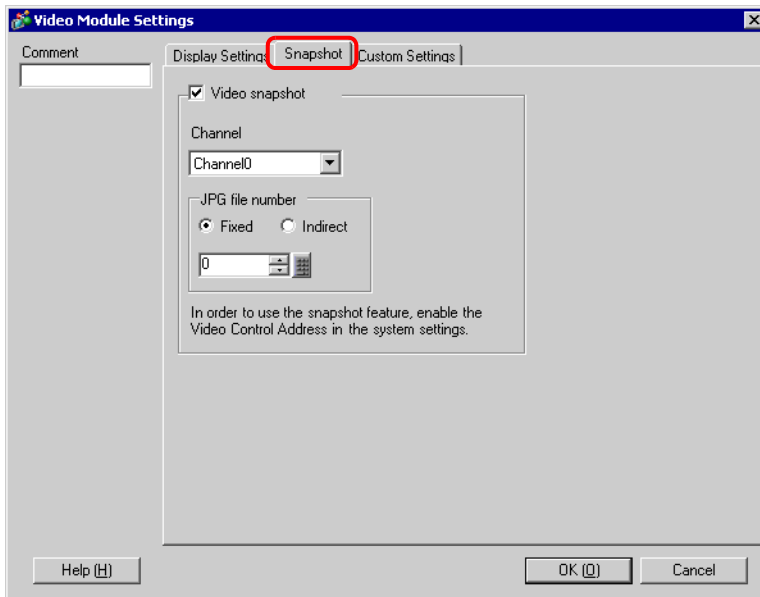 Video Module Settings
Comment
Display Settings Snapshot Custom Settings
Video snapshot
Channel
Channel0
JPG file number
Fixed Indirect
0
In order to use the snapshot feature, enable the
Video Control Address in the system settings.
Help (H) OK (O) Cancel